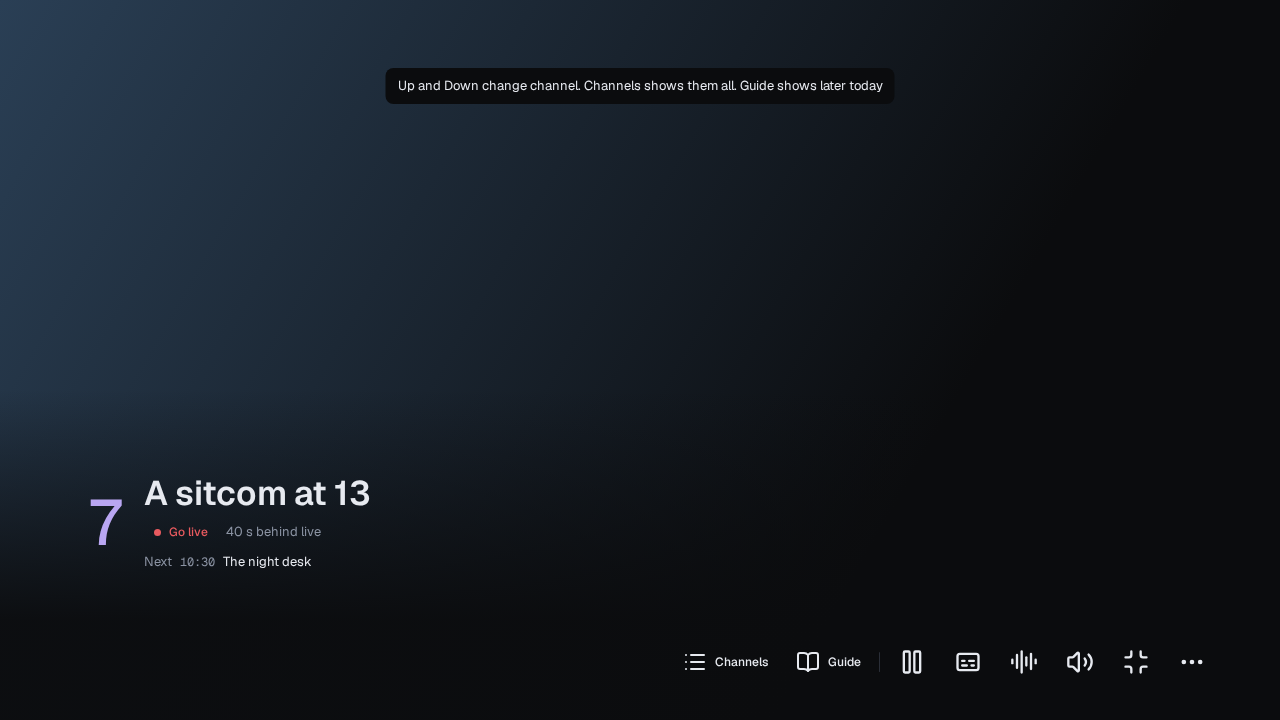 Up and Down change channel. Channels shows them all. Guide shows later today
7
A sitcom at 13
Go live 40 s behind live
Next 10:30 The night desk
Channels Guide